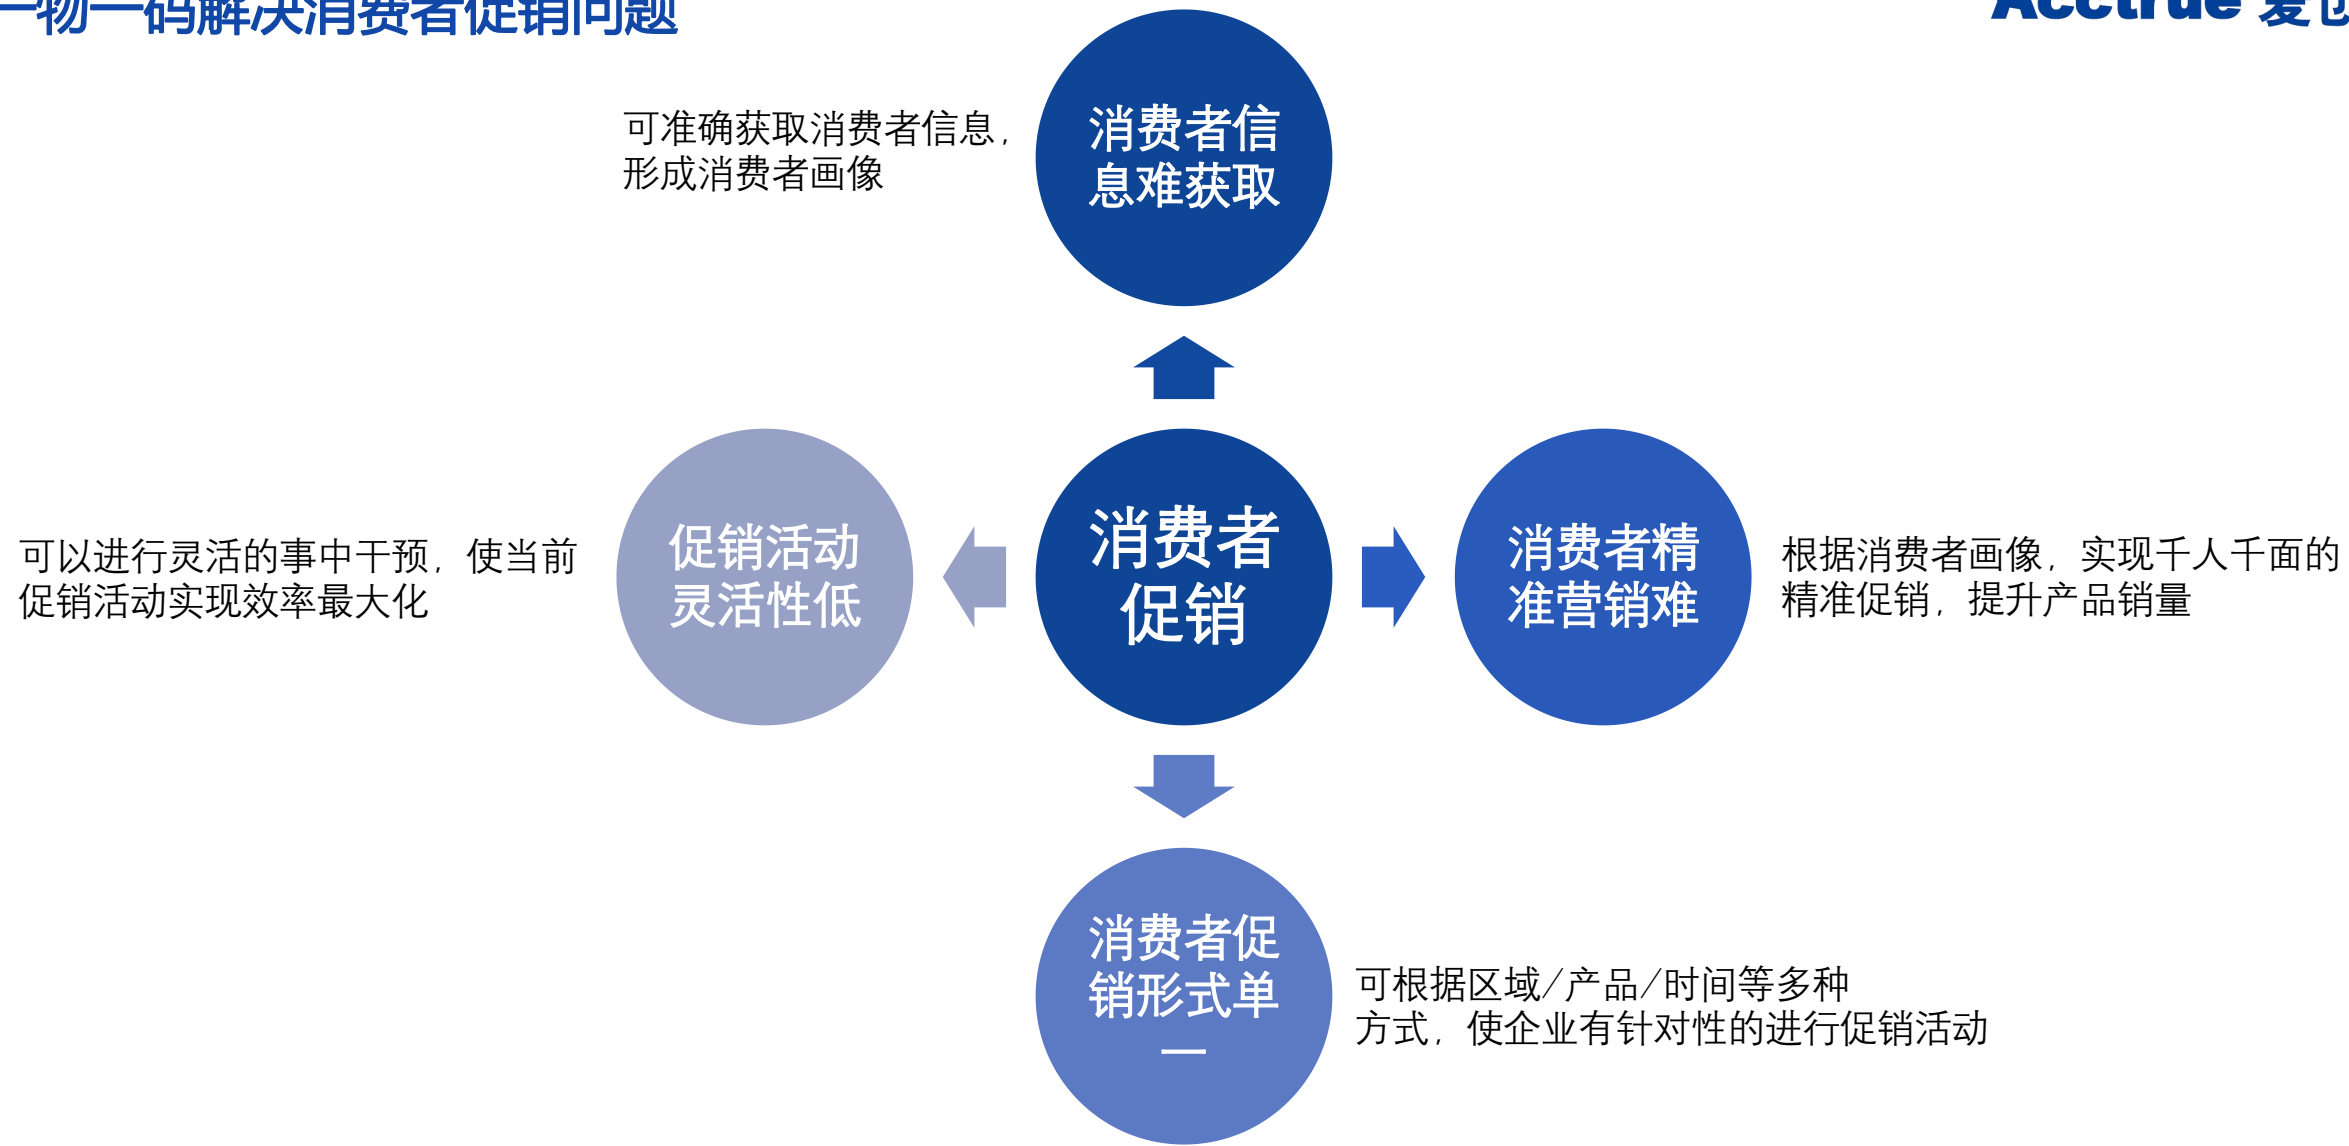 一物一码解决消费者促销问题
Acctrue 爱创
可准确获取消费者信息，
形成消费者画像
消费者信
息难获取
可以进行灵活的事中干预，使当前
促销活动实现效率最大化
促销活动
灵活性低
消费者
促销
消费者精
准营销难
根据消费者画像，实现千人千面的
精准促销，提升产品销量
消费者促
销形式单
一
可根据区域/产品/时间等多种
方式，使企业有针对性的进行促销活动